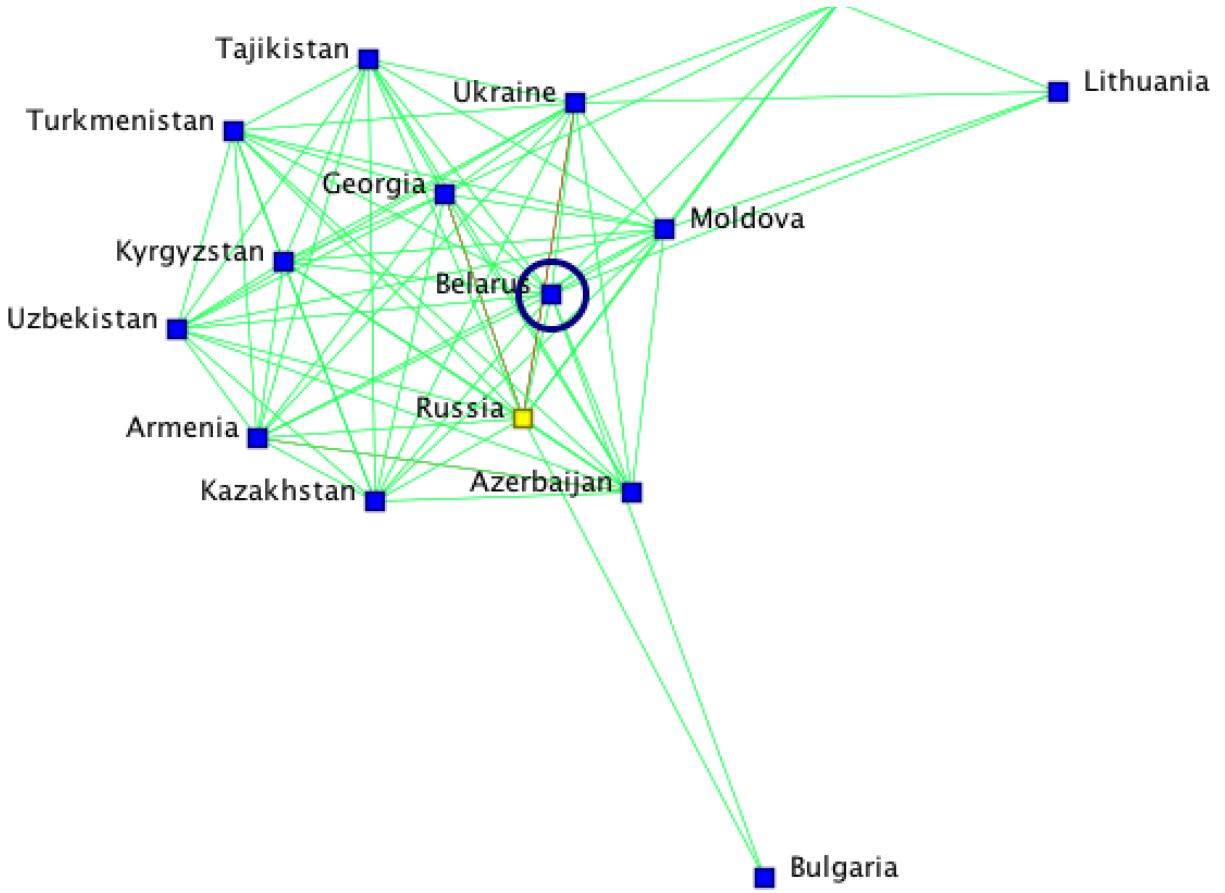 Tajikistan
Ukraine
Lithuania
Turkmenistan
Georgia
Moldova
Kyrgyzstan
Belarus
Uzbekistan
Russia
Armenia
Azerbaijan
Kazakhstan
Bulgaria